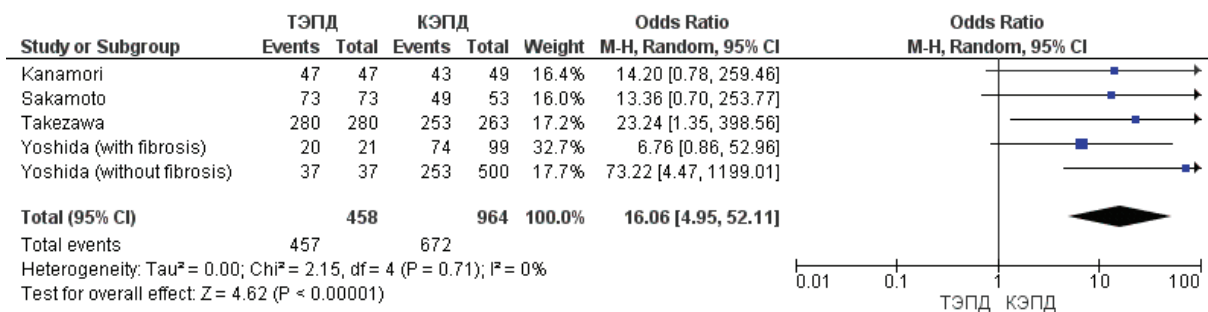 ТЭПД КЭПД Odds Ratio Odds Ratio
Study or Subgroup Events Total Events Total Weight M-H, Random, 95% CI M-H, Random, 95% CI
Kanamori 47 47 43 49 16.4% 14.20 [0.78, 259.46]
Sakamoto 73 73 49 53 16.0% 13.36 [0.70, 253.77]
Takezawa 280 280 253 263 17.2% 23.24 [1.35, 398.56]
Yoshida (with fibrosis) 20 21 74 99 32.7% 6.76 [0.86, 52.96]
Yoshida (without fibrosis) 37 37 253 500 17.7% 73.22 [4.47, 1199.01]
Total (95% CI) 458 964 100.0% 16.06 [4.95, 52.11]
Total events 457 672
Heterogeneity: Tau² = 0.00; Chi² = 2.15, df = 4 (P = 0.71); I² = 0%
Test for overall effect: Z = 4.62 (P < 0.00001)
0.01 0.1 1 10 100
ТЭПД КЭПД